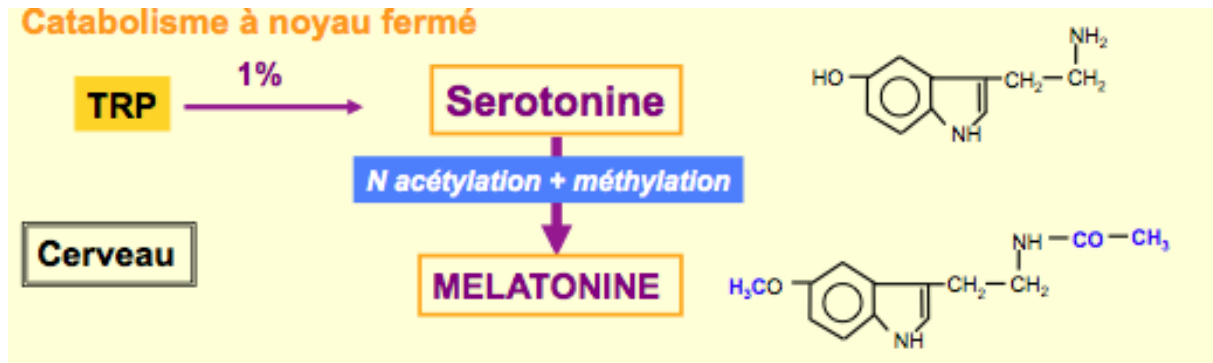 Catabolisme à noyau fermé
TRP
1%
Serotonine
N acétylation + méthylation
MELATONINE
Cerveau
NH₂
HO
CH₂—CH₂
NH
NH—CO—CH₃
H₃CO
CH₂—CH₂
NH